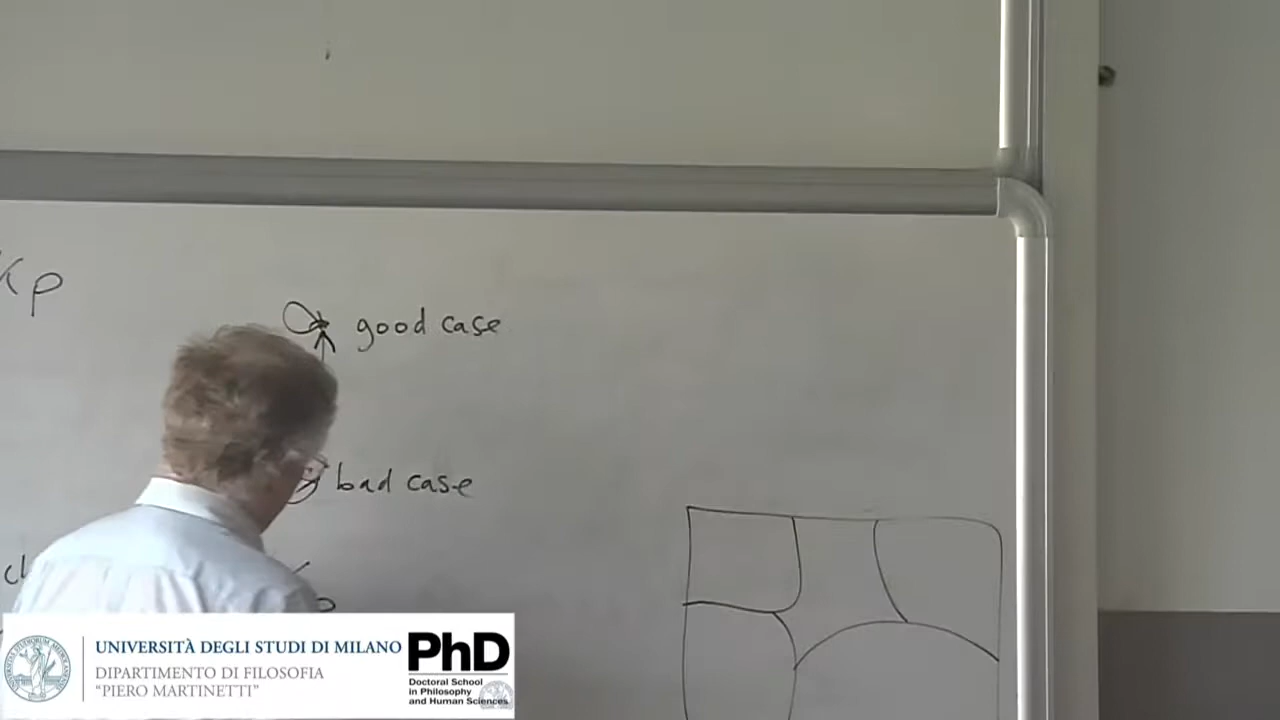 Kp
good case
bad case
UNIVERSITÀ DEGLI STUDI DI MILANO
DIPARTIMENTO DI FILOSOFIA
"PIERO MARTINETTI"
PhD
Doctoral School
in Philosophy
and Human Sciences